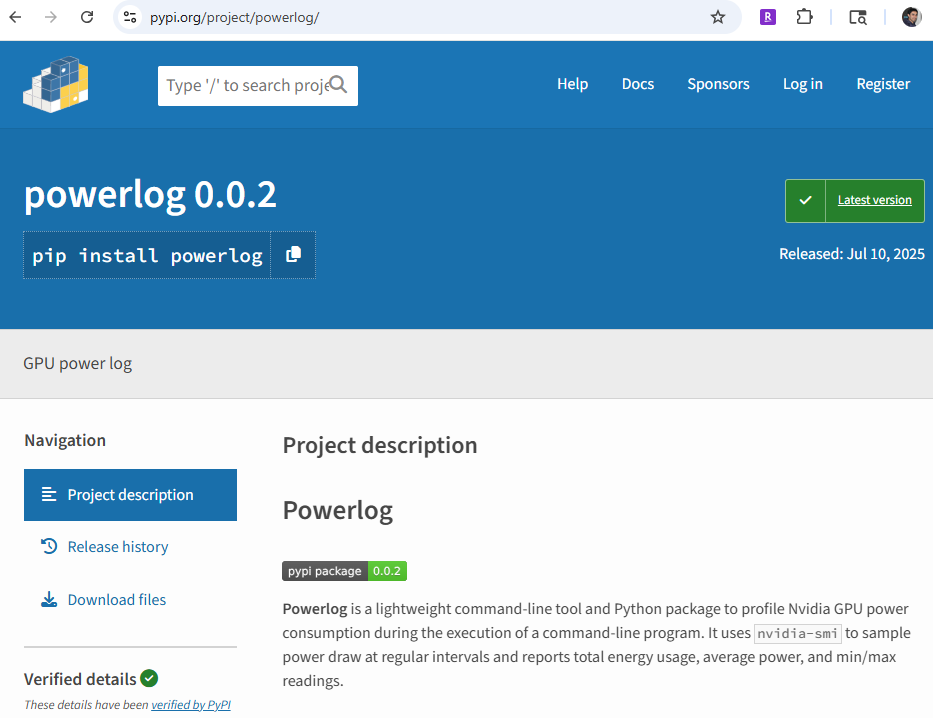 pypi.org/project/powerlog/
R
Type '/' to search proje
Help Docs Sponsors Log in Register
powerlog 0.0.2
Latest version
pip install powerlog
Released: Jul 10, 2025
GPU power log
Navigation
Project description
Release history
Download files
Verified details
These details have been verified by PyPI
Project description
Powerlog
pypi package 0.0.2
Powerlog is a lightweight command-line tool and Python package to profile Nvidia GPU power
consumption during the execution of a command-line program. It uses nvidia-smi to sample
power draw at regular intervals and reports total energy usage, average power, and min/max
readings.